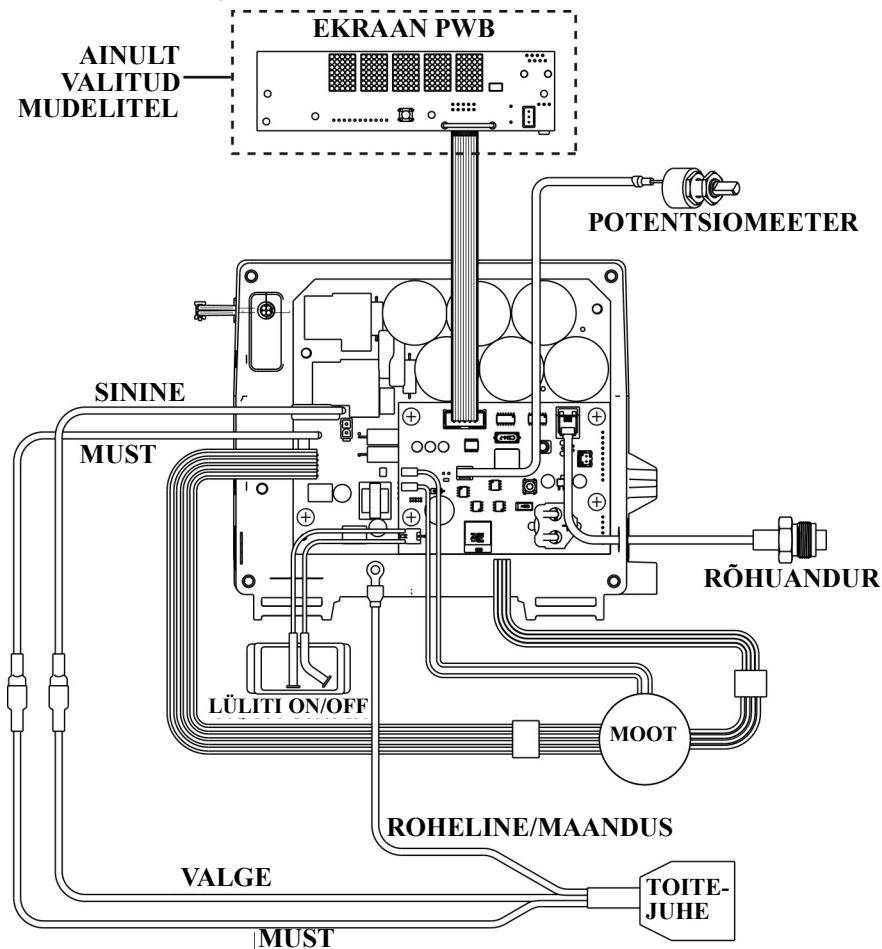 EKRAAN PWB
AINULT
VALITUD
MUDELITEL
POTENTSIOMEETER
SININE
MUST
RÕHUANDUR
LÜLITI ON/OFF
MOOT
ROHELINE/MAANDUS
VALGE
TOITE-
JUHE
MUST